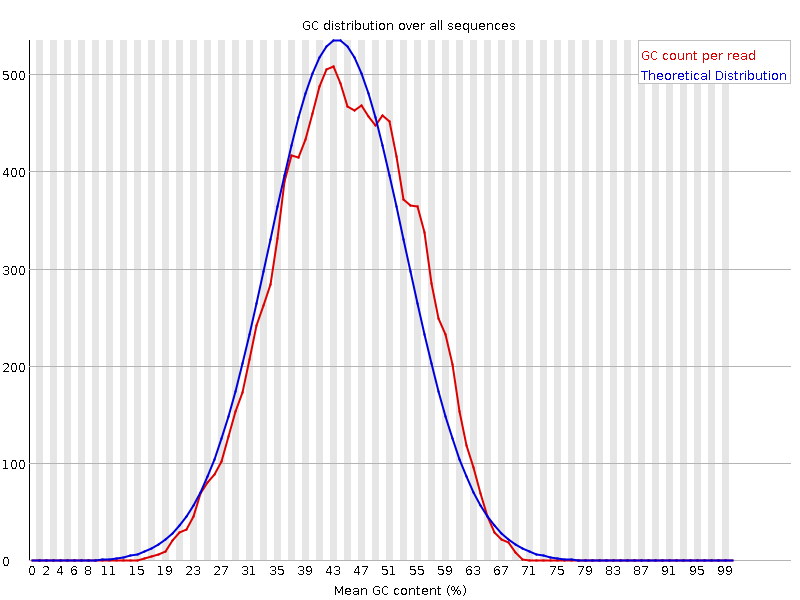 GC distribution over all sequences
GC count per read
Theoretical Distribution
500
400
300
200
100
0
0 2 4 6 8 11 15 19 23 27 31 35 39 43 47 51 55 59 63 67 71 75 79 83 87 91 95 99
Mean GC content (%)